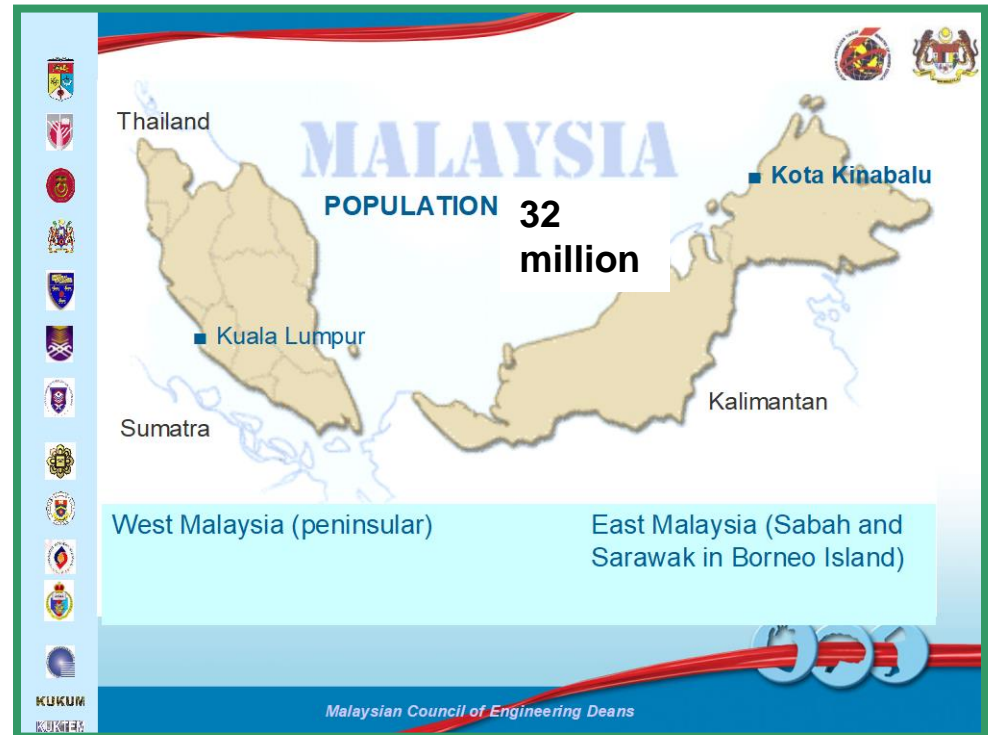 Thailand
MALAYSIA
Kota Kinabalu
POPULATION 32
million
Kuala Lumpur
Kalimantan
Sumatra
West Malaysia (peninsular)
East Malaysia (Sabah and
Sarawak in Borneo Island)
KUKUM
KUKTEM
Malaysian Council of Engineering Deans